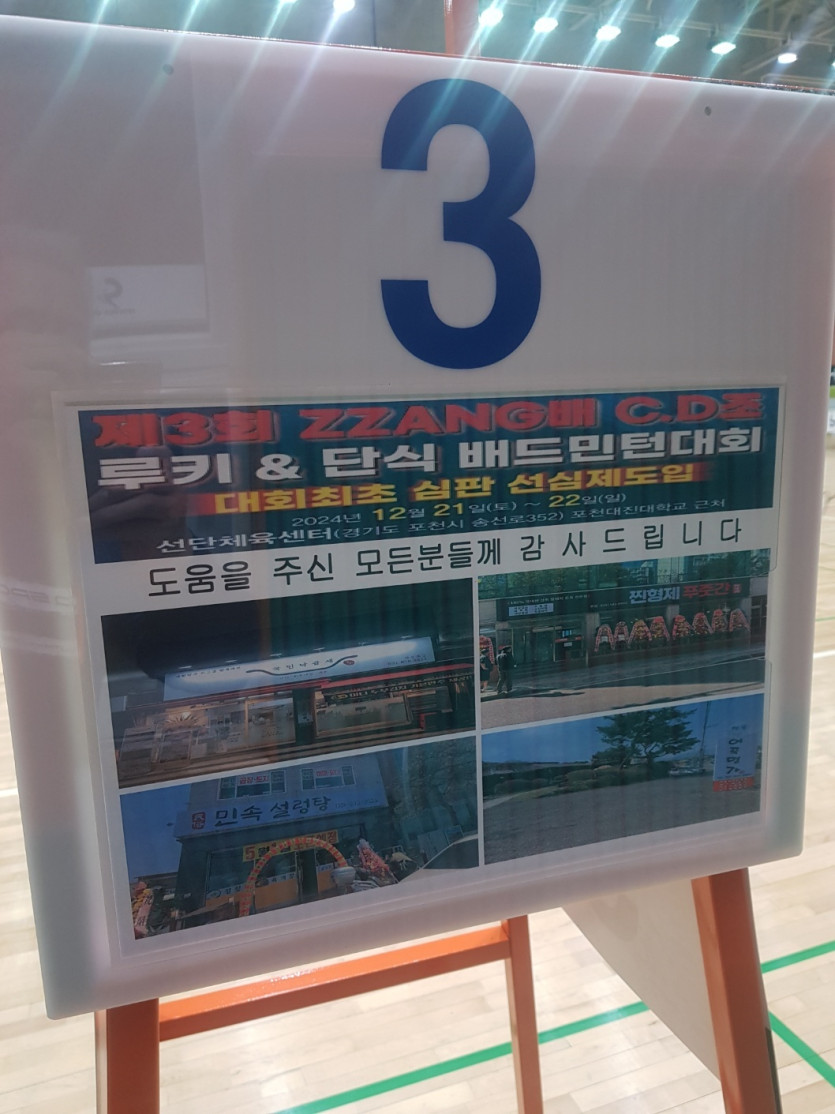 3
제3회 ZZANG배 C.D조
루키 & 단식 배드민턴대회
대회최초 심판 선심제도입
2024년 12월 21일(토) ~ 22일(일)
선단체육센터(경기도 포천시 송선로352) 포천대진대학교 근처
도움을 주신 모든분들께 감 사 드 립 니 다
찐형제 푸줏간
민속 설렁탕